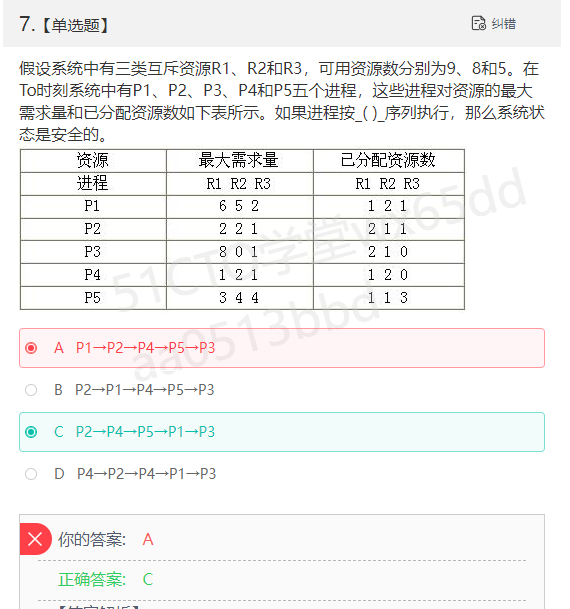 7.【单选题】
纠错
假设系统中有三类互斥资源R1、R2和R3，可用资源数分别为9、8和5。在
To时刻系统中有P1、P2、P3、P4和P5五个进程，这些进程对资源的最大
需求量和已分配资源数如下表所示。如果进程按_( )_序列执行，那么系统状
态是安全的。
资源 最大需求量 已分配资源数
进程 R1 R2 R3 R1 R2 R3
P1 6 5 2 1 2 1
P2 2 2 1 2 1 1
P3 8 0 1 2 1 0
P4 1 2 1 1 2 0
P5 3 4 4 1 1 3
51CTO学堂wx65dd
aa0513bbd
A P1→P2→P4→P5→P3
B P2→P1→P4→P5→P3
C P2→P4→P5→P1→P3
D P4→P2→P4→P1→P3
你的答案: A
正确答案: C